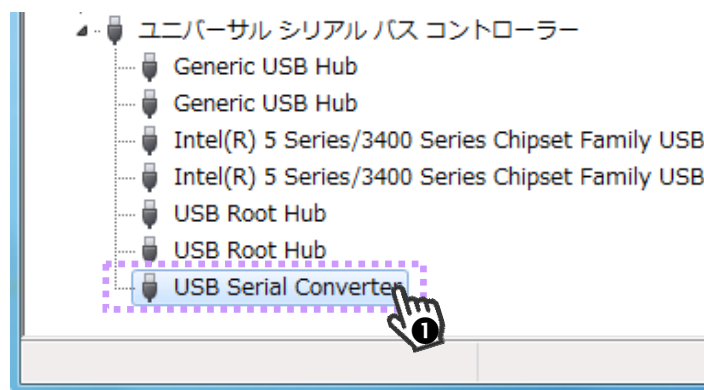 ユニバーサル シリアル バス コントローラー
Generic USB Hub
Generic USB Hub
Intel(R) 5 Series/3400 Series Chipset Family USB
Intel(R) 5 Series/3400 Series Chipset Family USB
USB Root Hub
USB Root Hub
USB Serial Converter
❶